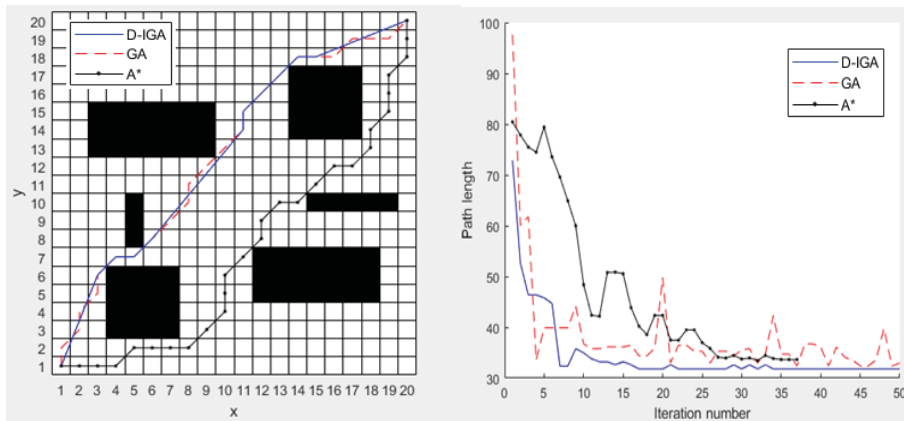 20
19
18
17
16
15
14
13
12
11
10
9
8
7
6
5
4
3
2
1
y
D-IGA
GA
A*
1 2 3 4 5 6 7 8 9 10 11 12 13 14 15 16 17 18 19 20
x
100
90
80
70
60
50
40
30
Path length
D-IGA
GA
A*
0 5 10 15 20 25 30 35 40 45 50
Iteration number